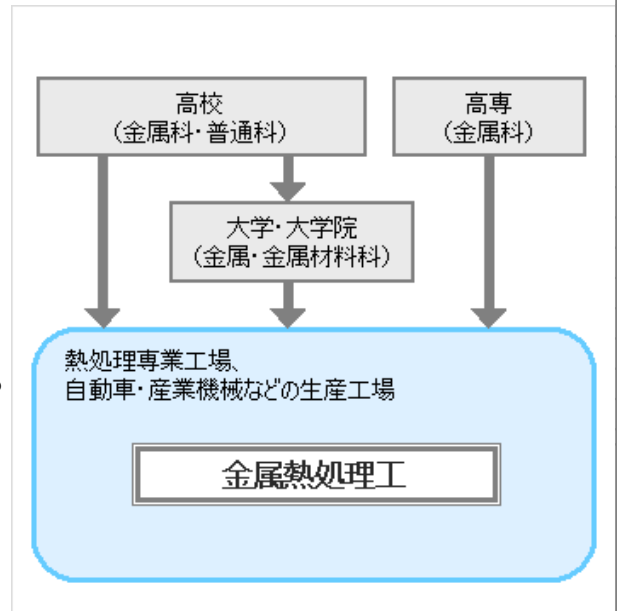 高校
（金属科・普通科）
高専
（金属科）
大学・大学院
（金属・金属材料科）
熱処理専業工場、
自動車・産業機械などの生産工場
金属熱処理工